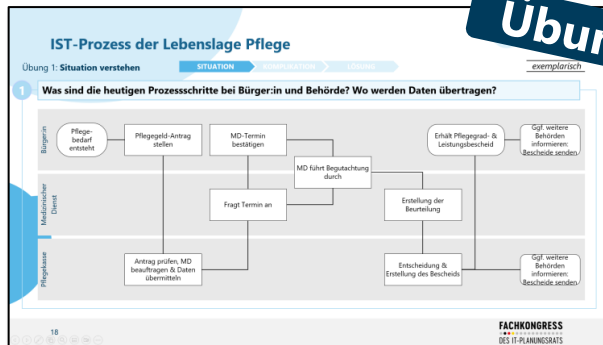 Übun
IST-Prozess der Lebenslage Pflege
Übung 1: Situation verstehen
SITUATION
KOMPLIKATION
LÖSUNG
exemplarisch
1
Was sind die heutigen Prozessschritte bei Bürger:in und Behörde? Wo werden Daten übertragen?
Bürger:in
Pflege-
bedarf
entsteht
Pflegegeld-Antrag
stellen
MD-Termin
bestätigen
MD führt Begutachtung
durch
Erhält Pflegegrad- &
Leistungsbescheid
Ggf. weitere
Behörden
informieren:
Bescheide senden
Medizinischer
Dienst
Fragt Termin an
Erstellung der
Beurteilung
Pflegekasse
Antrag prüfen, MD
beauftragen & Daten
übermitteln
Entscheidung &
Erstellung des Bescheids
Ggf. weitere
Behörden
informieren:
Bescheide senden
18
FACHKONGRESS
DES IT-PLANUNGSRATS